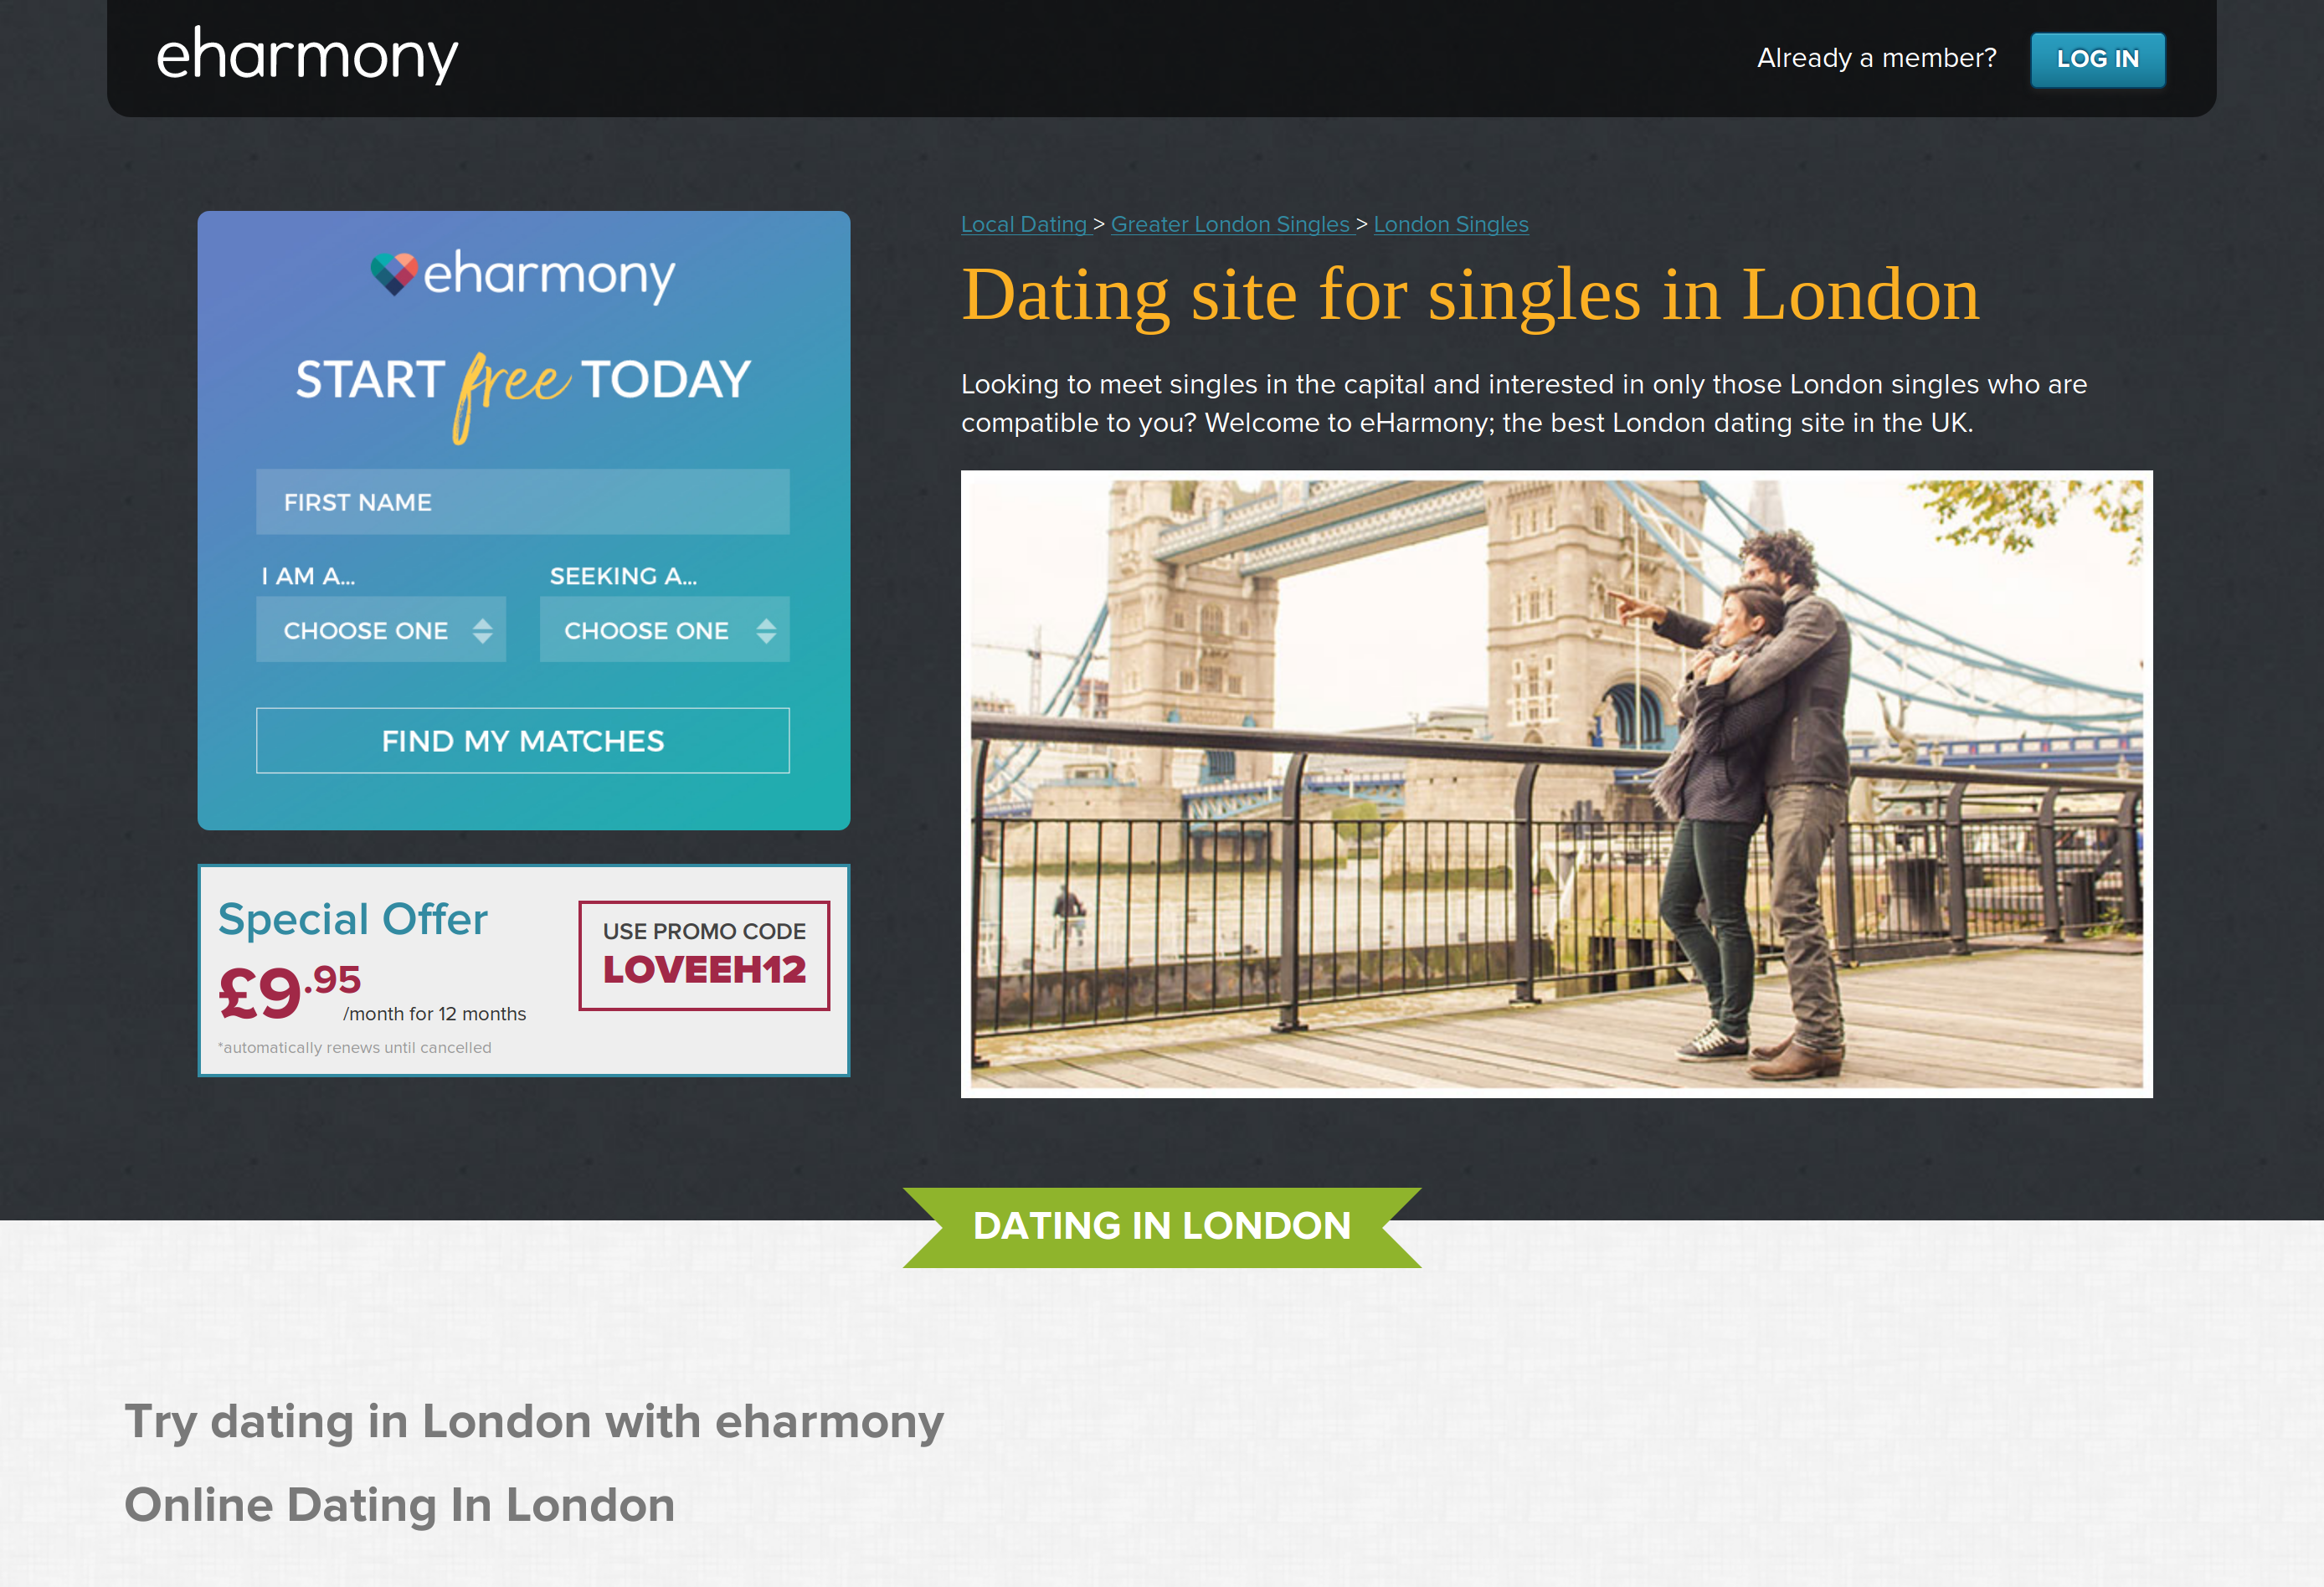 eharmony
Already a member?
LOG IN
eharmony
START free TODAY
FIRST NAME
I AM A...
SEEKING A...
CHOOSE ONE
CHOOSE ONE
FIND MY MATCHES
Special Offer
£9.95
/month for 12 months
*automatically renews until cancelled
USE PROMO CODE
LOVEEH12
Local Dating > Greater London Singles > London Singles
Dating site for singles in London
Looking to meet singles in the capital and interested in only those London singles who are
compatible to you? Welcome to eHarmony; the best London dating site in the UK.
DATING IN LONDON
Try dating in London with eharmony
Online Dating In London